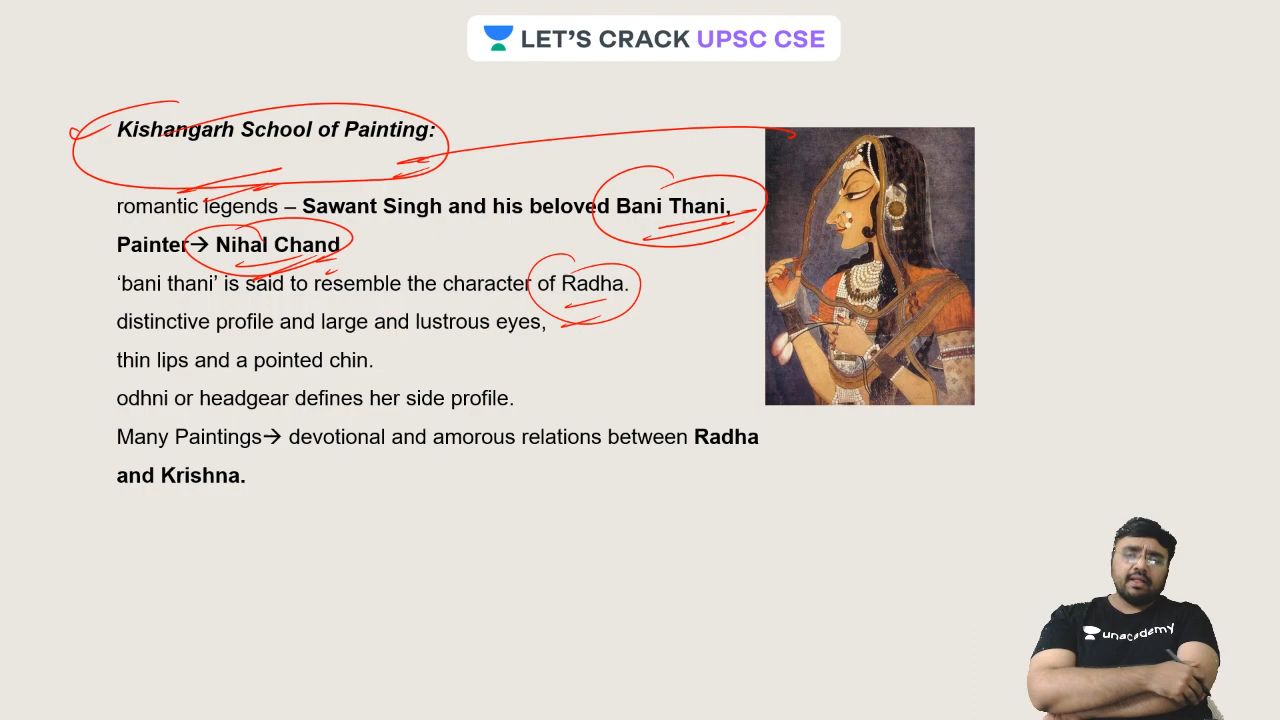 LET'S CRACK UPSC CSE
Kishangarh School of Painting:
romantic legends – Sawant Singh and his beloved Bani Thani,
Painter→ Nihal Chand
‘bani thani’ is said to resemble the character of Radha.
distinctive profile and large and lustrous eyes,
thin lips and a pointed chin.
odhni or headgear defines her side profile.
Many Paintings→ devotional and amorous relations between Radha
and Krishna.
unacademy